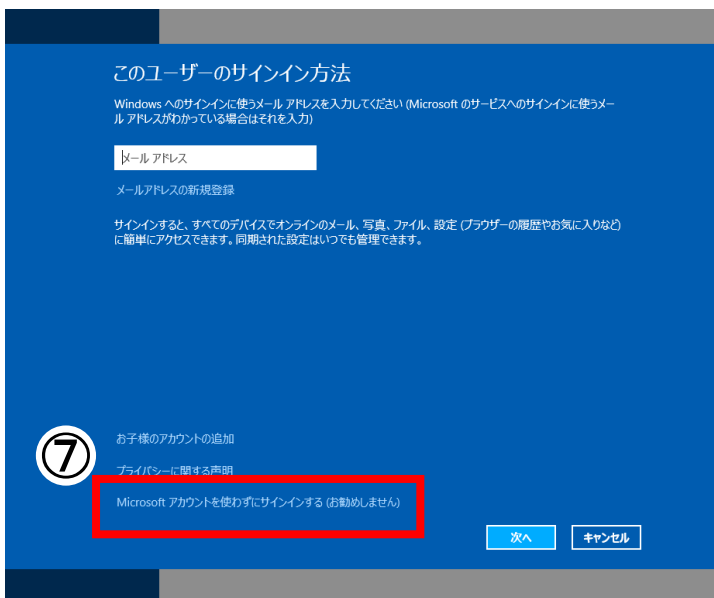 このユーザーのサインイン方法
Windows へのサインインに使うメール アドレスを入力してください (Microsoft のサービスへのサインインに使うメー
ル アドレスがわかっている場合はそれを入力)
メール アドレス
メールアドレスの新規登録
サインインすると、すべてのデバイスでオンラインのメール、写真、ファイル、設定 (ブラウザーの履歴やお気に入りなど)
に簡単にアクセスできます。同期された設定はいつでも管理できます。
お子様のアカウントの追加
⑦
プライバシーに関する声明
Microsoft アカウントを使わずにサインインする (お勧めしません)
次へ
キャンセル